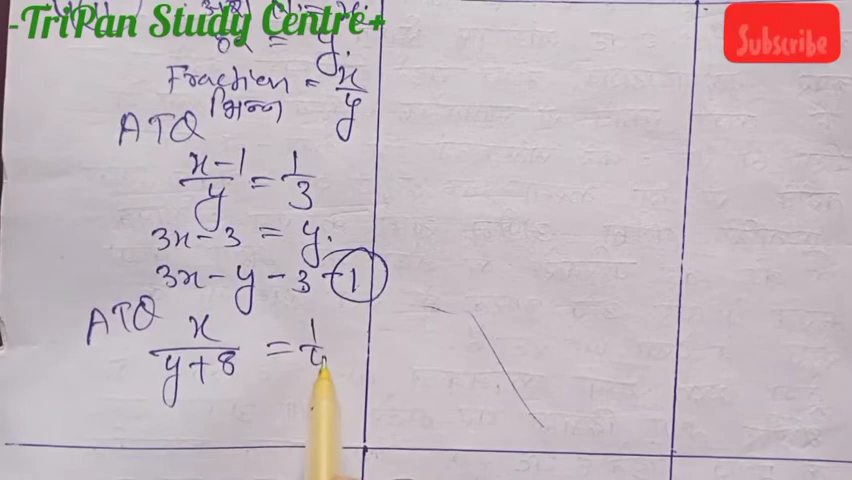 -TriPan Study Centre+
Subscribe
= y.
Fraction = x/y
भिन्न
ATQ
x-1/y = 1/3
3x-3 = y.
3x-y-3-1
ATQ
x/y+8 = 1/4